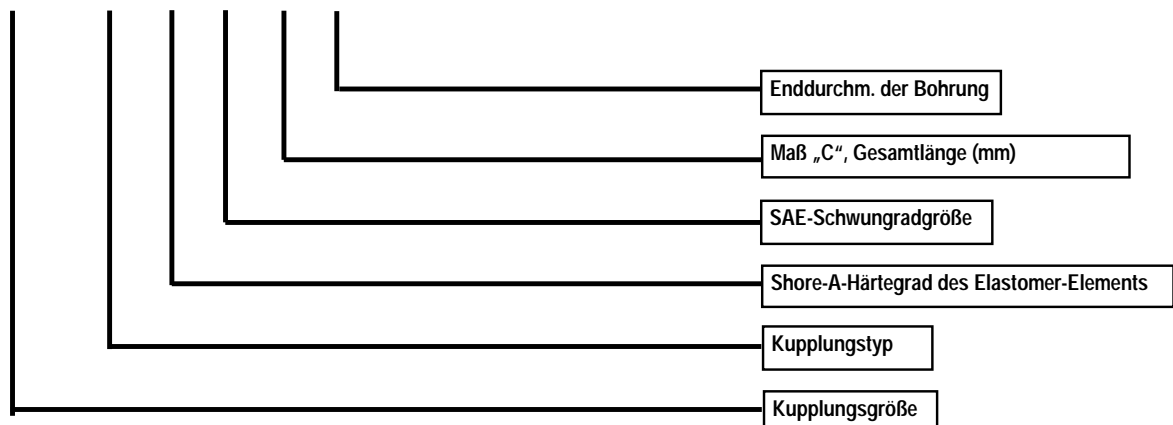 Enddurchm. der Bohrung
Maß „C“, Gesamtlänge (mm)
SAE-Schwungradgröße
Shore-A-Härtegrad des Elastomer-Elements
Kupplungstyp
Kupplungsgröße